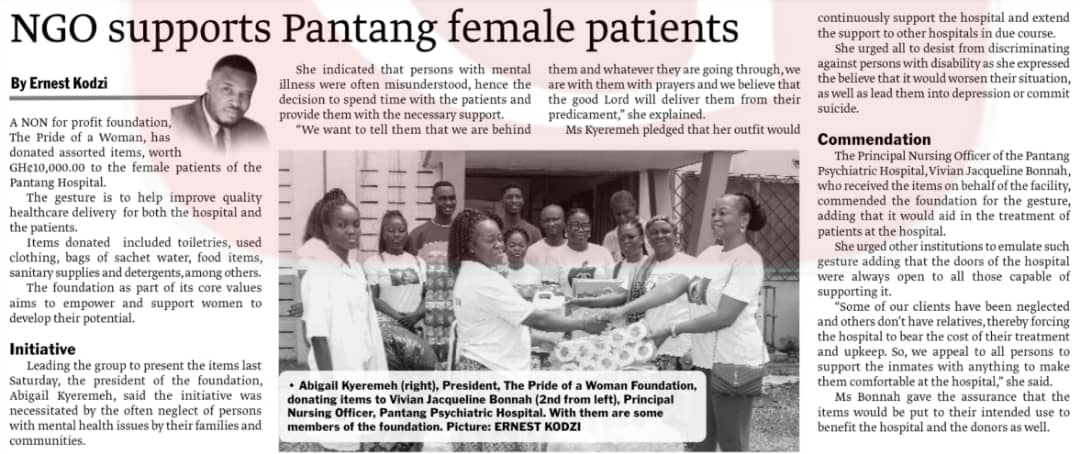 NGO supports Pantang female patients
By Ernest Kodzi
A NON for profit foundation,
The Pride of a Woman, has
donated assorted items, worth
GH¢10,000.00 to the female patients of the
Pantang Hospital.
The gesture is to help improve quality
healthcare delivery for both the hospital and
the patients.
Items donated included toiletries, used
clothing, bags of sachet water, food items,
sanitary supplies and detergents, among others.
The foundation as part of its core values
aims to empower and support women to
develop their potential.
Initiative
Leading the group to present the items last
Saturday, the president of the foundation,
Abigail Kyeremeh, said the initiative was
necessitated by the often neglect of persons
with mental health issues by their families and
communities.
She indicated that persons with mental
illness were often misunderstood, hence the
decision to spend time with the patients and
provide them with the necessary support.
"We want to tell them that we are behind
them and whatever they are going through, we
are with them with prayers and we believe that
the good Lord will deliver them from their
predicament," she explained.
Ms Kyeremeh pledged that her outfit would
• Abigail Kyeremeh (right), President, The Pride of a Woman Foundation,
donating items to Vivian Jacqueline Bonnah (2nd from left), Principal
Nursing Officer, Pantang Psychiatric Hospital. With them are some
members of the foundation. Picture: ERNEST KODZI
continuously support the hospital and extend
the support to other hospitals in due course.
She urged all to desist from discriminating
against persons with disability as she expressed
the believe that it would worsen their situation,
as well as lead them into depression or commit
suicide.
Commendation
The Principal Nursing Officer of the Pantang
Psychiatric Hospital, Vivian Jacqueline Bonnah,
who received the items on behalf of the facility,
commended the foundation for the gesture,
adding that it would aid in the treatment of
patients at the hospital.
She urged other institutions to emulate such
gesture adding that the doors of the hospital
were always open to all those capable of
supporting it.
"Some of our clients have been neglected
and others don't have relatives, thereby forcing
the hospital to bear the cost of their treatment
and upkeep. So, we appeal to all persons to
support the inmates with anything to make
them comfortable at the hospital," she said.
Ms Bonnah gave the assurance that the
items would be put to their intended use to
benefit the hospital and the donors as well.